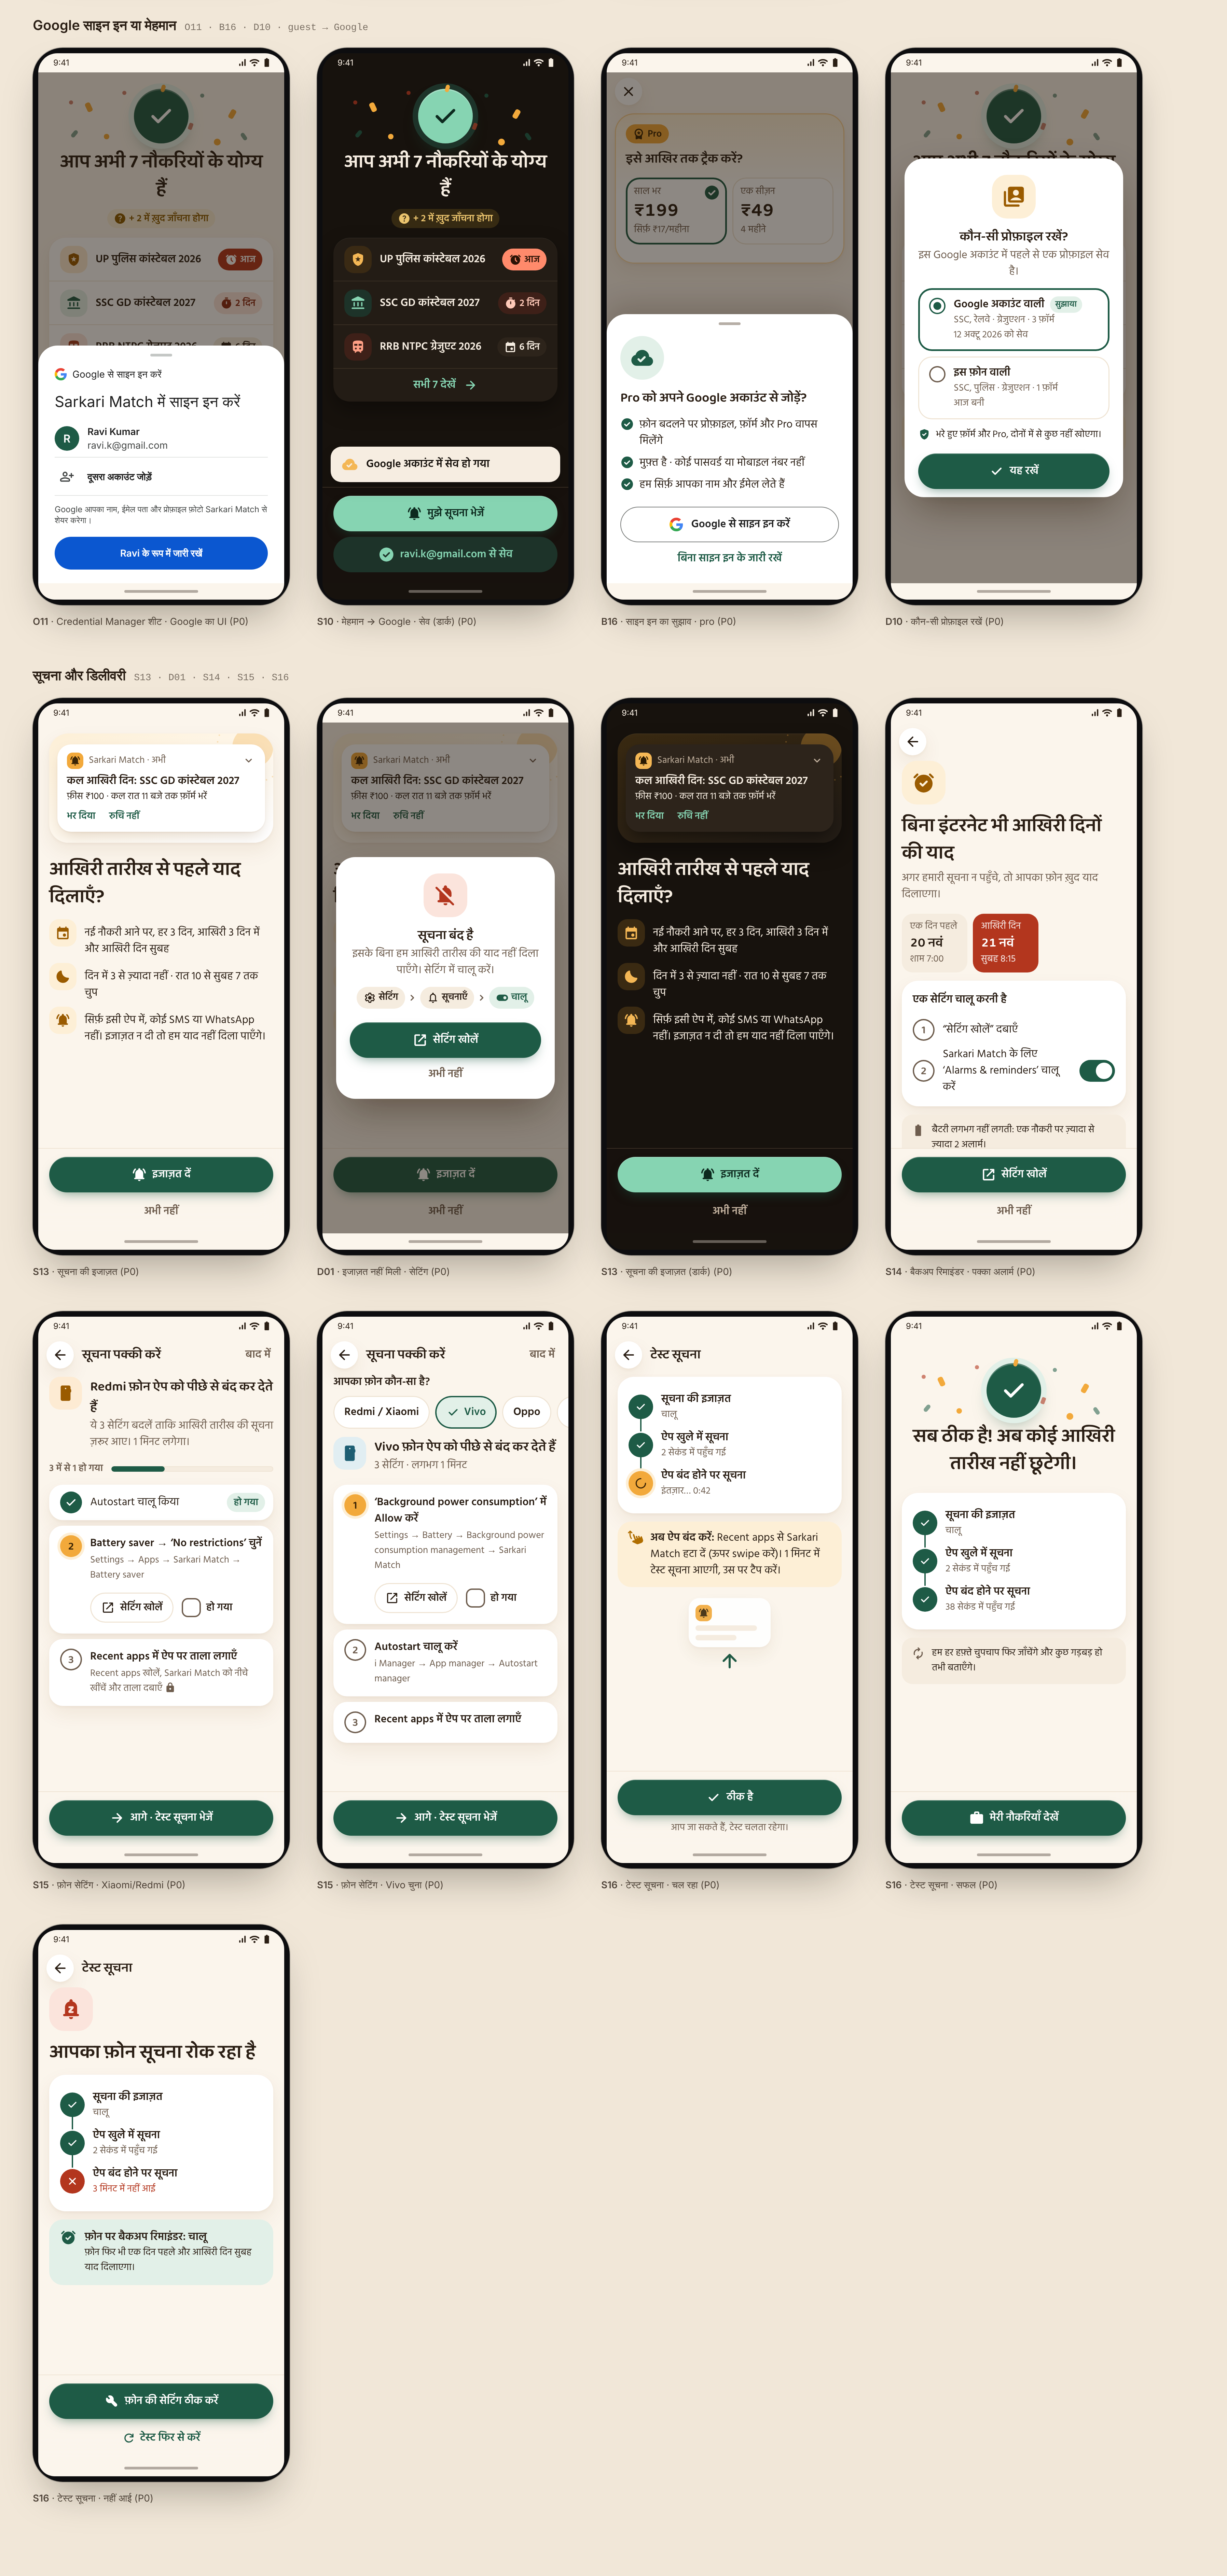 Google साइन इन या मेहमान O11 · B16 · D10 · guest → Google
9:41
आप अभी 7 नौकरियों के योग्य
हैं
+ 2 में ख़ुद जाँचना होगा
UP पुलिस कांस्टेबल 2026
आज
SSC GD कांस्टेबल 2027
2 दिन
Google से साइन इन करें
Sarkari Match में साइन इन करें
R
Ravi Kumar
ravi.k@gmail.com
दूसरा अकाउंट जोड़ें
Google आपका नाम, ईमेल पता और प्रोफ़ाइल फ़ोटो Sarkari Match से
शेयर करेगा।
Ravi के रूप में जारी रखें
O11 · Credential Manager शीट · Google का UI (P0)
9:41
आप अभी 7 नौकरियों के योग्य
हैं
+ 2 में ख़ुद जाँचना होगा
UP पुलिस कांस्टेबल 2026
आज
SSC GD कांस्टेबल 2027
2 दिन
RRB NTPC ग्रेजुएट 2026
6 दिन
सभी 7 देखें
Google अकाउंट में सेव हो गया
मुझे सूचना भेजें
ravi.k@gmail.com से सेव
S10 · मेहमान → Google · सेव (डार्क) (P0)
9:41
Pro
इसे आखिर तक ट्रैक करें?
साल भर
₹199
सिर्फ़ ₹17/महीना
एक सीज़न
₹49
4 महीने
Pro को अपने Google अकाउंट से जोड़ें?
फ़ोन बदलने पर प्रोफ़ाइल, फ़ॉर्म और Pro वापस
मिलेंगे
मुफ़्त है · कोई पासवर्ड या मोबाइल नंबर नहीं
हम सिर्फ़ आपका नाम और ईमेल लेते हैं
Google से साइन इन करें
बिना साइन इन के जारी रखें
B16 · साइन इन का सुझाव · pro (P0)
9:41
कौन-सी प्रोफ़ाइल रखें?
इस Google अकाउंट में पहले से एक प्रोफ़ाइल सेव
है।
Google अकाउंट वाली
सुझाया
SSC, रेलवे · ग्रेजुएशन · 3 फ़ॉर्म
12 अक्टू 2026 को सेव
इस फ़ोन वाली
SSC, पुलिस · ग्रेजुएशन · 1 फ़ॉर्म
आज बनी
भरे हुए फ़ॉर्म और Pro, दोनों में से कुछ नहीं खोएगा।
यह रखें
D10 · कौन-सी प्रोफ़ाइल रखें (P0)
सूचना और डिलीवरी S13 · D01 · S14 · S15 · S16
9:41
Sarkari Match · अभी
कल आखिरी दिन: SSC GD कांस्टेबल 2027
फ़ीस ₹100 · कल रात 11 बजे तक फ़ॉर्म भरें
भर दिया
रुचि नहीं
आखिरी तारीख से पहले याद
दिलाएँ?
नई नौकरी आने पर, हर 3 दिन, आखिरी 3 दिन में
और आखिरी दिन सुबह
दिन में 3 से ज़्यादा नहीं · रात 10 से सुबह 7 तक
चुप
सिर्फ़ इसी ऐप में, कोई SMS या WhatsApp
नहीं। इजाज़त न दी तो हम याद नहीं दिला पाएँगे।
इजाज़त दें
अभी नहीं
S13 · सूचना की इजाज़त (P0)
9:41
Sarkari Match · अभी
कल आखिरी दिन: SSC GD कांस्टेबल 2027
फ़ीस ₹100 · कल रात 11 बजे तक फ़ॉर्म भरें
भर दिया
रुचि नहीं
सूचना बंद है
इसके बिना हम आखिरी तारीख की याद नहीं दिला
पाएँगे। सेटिंग में चालू करें।
सेटिंग
सूचनाएँ
चालू
सेटिंग खोलें
अभी नहीं
इजाज़त दें
अभी नहीं
D01 · इजाज़त नहीं मिली · सेटिंग (P0)
9:41
Sarkari Match · अभी
कल आखिरी दिन: SSC GD कांस्टेबल 2027
फ़ीस ₹100 · कल रात 11 बजे तक फ़ॉर्म भरें
भर दिया
रुचि नहीं
आखिरी तारीख से पहले याद
दिलाएँ?
नई नौकरी आने पर, हर 3 दिन, आखिरी 3 दिन में
और आखिरी दिन सुबह
दिन में 3 से ज़्यादा नहीं · रात 10 से सुबह 7 तक
चुप
सिर्फ़ इसी ऐप में, कोई SMS या WhatsApp
नहीं। इजाज़त न दी तो हम याद नहीं दिला पाएँगे।
इजाज़त दें
अभी नहीं
S13 · सूचना की इजाज़त (डार्क) (P0)
9:41
बिना इंटरनेट भी आखिरी दिनों
की याद
अगर हमारी सूचना न पहुँचे, तो आपका फ़ोन ख़ुद याद
दिलाएगा।
एक दिन पहले
20 नवं
शाम 7:00
आखिरी दिन
21 नवं
सुबह 8:15
एक सेटिंग चालू करनी है
1
“सेटिंग खोलें” दबाएँ
2
Sarkari Match के लिए
‘Alarms & reminders’ चालू
करें
बैटरी लगभग नहीं लगती: एक नौकरी पर ज़्यादा से
ज़्यादा 2 अलार्म।
सेटिंग खोलें
अभी नहीं
S14 · बैकअप रिमाइंडर · पक्का अलार्म (P0)
9:41
सूचना पक्की करें
बाद में
Redmi फ़ोन ऐप को पीछे से बंद कर देते
हैं
ये 3 सेटिंग बदलें ताकि आखिरी तारीख की सूचना
ज़रूर आए। 1 मिनट लगेगा।
3 में से 1 हो गया
Autostart चालू किया
हो गया
2
Battery saver → ‘No restrictions’ चुनें
Settings → Apps → Sarkari Match →
Battery saver
सेटिंग खोलें
हो गया
3
Recent apps में ऐप पर ताला लगाएँ
Recent apps खोलें, Sarkari Match को नीचे
खींचें और ताला दबाएँ
आगे · टेस्ट सूचना भेजें
S15 · फ़ोन सेटिंग · Xiaomi/Redmi (P0)
9:41
सूचना पक्की करें
बाद में
आपका फ़ोन कौन-सा है?
Redmi / Xiaomi
Vivo
Oppo
Vivo फ़ोन ऐप को पीछे से बंद कर देते हैं
3 सेटिंग · लगभग 1 मिनट
1
‘Background power consumption’ में
Allow करें
Settings → Battery → Background power
consumption management → Sarkari
Match
सेटिंग खोलें
हो गया
2
Autostart चालू करें
i Manager → App manager → Autostart
manager
3
Recent apps में ऐप पर ताला लगाएँ
आगे · टेस्ट सूचना भेजें
S15 · फ़ोन सेटिंग · Vivo चुना (P0)
9:41
टेस्ट सूचना
सूचना की इजाज़त
चालू
ऐप खुले में सूचना
2 सेकंड में पहुँच गई
ऐप बंद होने पर सूचना
इंतज़ार… 0:42
अब ऐप बंद करें: Recent apps से Sarkari
Match हटा दें (ऊपर swipe करें)। 1 मिनट में
टेस्ट सूचना आएगी, उस पर टैप करें।
ठीक है
आप जा सकते हैं, टेस्ट चलता रहेगा।
S16 · टेस्ट सूचना · चल रहा (P0)
9:41
सब ठीक है! अब कोई आखिरी
तारीख नहीं छूटेगी।
सूचना की इजाज़त
चालू
ऐप खुले में सूचना
2 सेकंड में पहुँच गई
ऐप बंद होने पर सूचना
38 सेकंड में पहुँच गई
हम हर हफ़्ते चुपचाप फिर जाँचेंगे और कुछ गड़बड़ हो
तभी बताएँगे।
मेरी नौकरियाँ देखें
S16 · टेस्ट सूचना · सफल (P0)
9:41
टेस्ट सूचना
आपका फ़ोन सूचना रोक रहा है
सूचना की इजाज़त
चालू
ऐप खुले में सूचना
2 सेकंड में पहुँच गई
ऐप बंद होने पर सूचना
3 मिनट में नहीं आई
फ़ोन पर बैकअप रिमाइंडर: चालू
फ़ोन फिर भी एक दिन पहले और आखिरी दिन सुबह
याद दिलाएगा।
फ़ोन की सेटिंग ठीक करें
टेस्ट फिर से करें
S16 · टेस्ट सूचना · नहीं आई (P0)